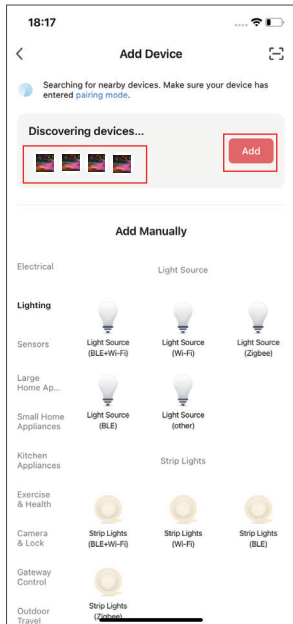 18:17
Add Device
Searching for nearby devices. Make sure your device has
entered pairing mode.
Discovering devices...
Add
Add Manually
Electrical
Light Source
Lighting
Light Source
(BLE+Wi-Fi)
Light Source
(Wi-Fi)
Light Source
(Zigbee)
Sensors
Large
Home Ap...
Light Source
(BLE)
Light Source
(other)
Small Home
Appliances
Kitchen
Appliances
Strip Lights
Exercise
& Health
Camera
& Lock
Strip Lights
(BLE+Wi-Fi)
Strip Lights
(Wi-Fi)
Strip Lights
(BLE)
Gateway
Control
Outdoor
Travel
Strip Lights
(Zigbee)